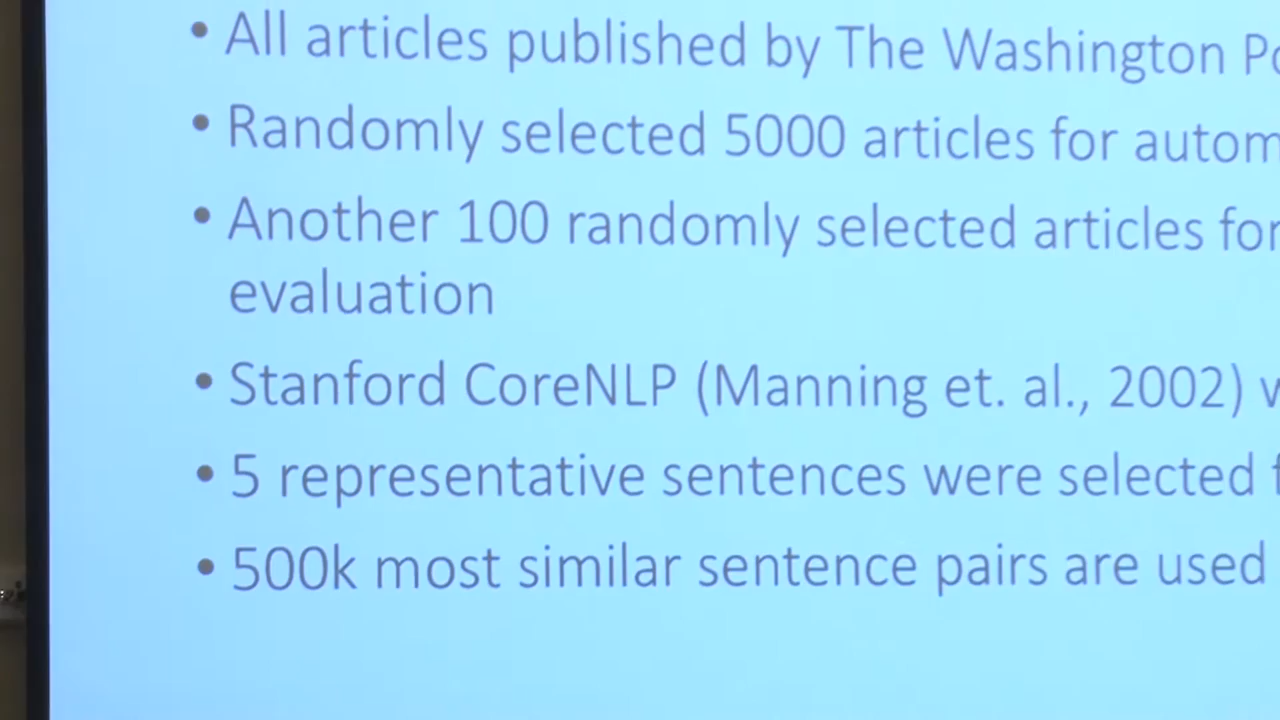 • All articles published by The Washington
• Randomly selected 5000 articles for
• Another 100 randomly selected articles for
evaluation
• Stanford CoreNLP (Manning et. al., 2002)
• 5 representative sentences were selected
• 500k most similar sentence pairs are used